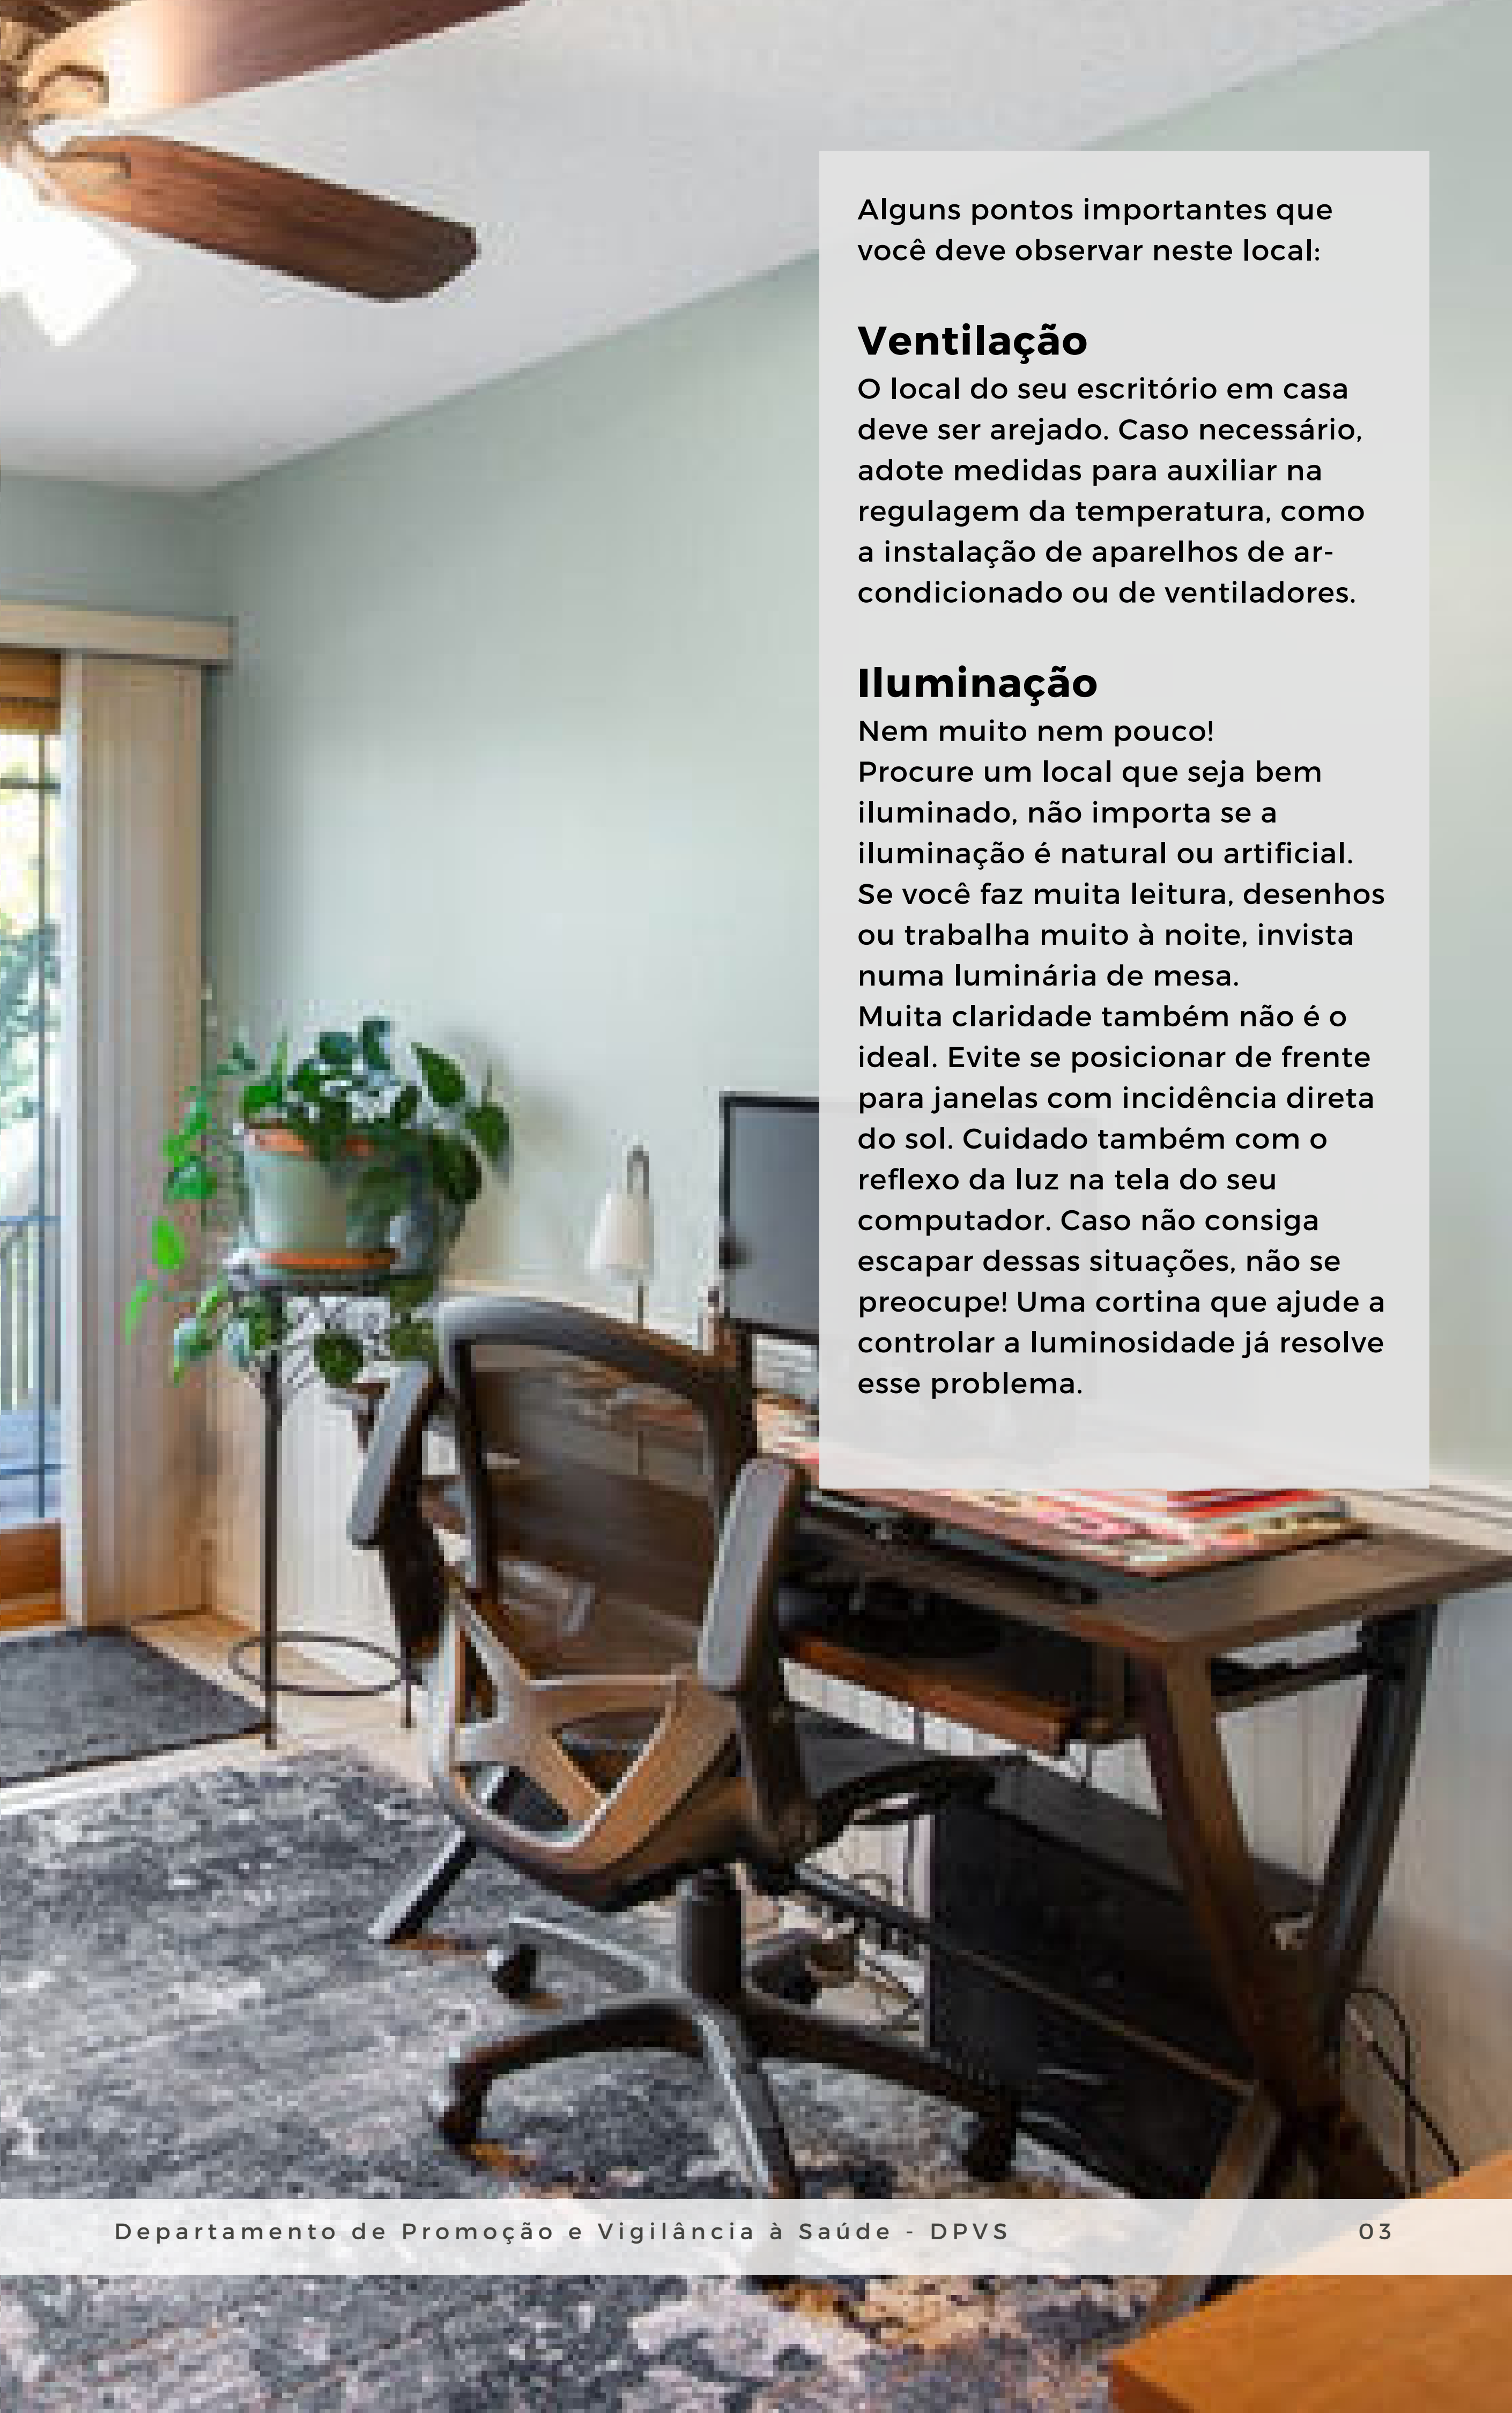 Alguns pontos importantes que
você deve observar neste local:
Ventilação
O local do seu escritório em casa
deve ser arejado. Caso necessário,
adote medidas para auxiliar na
regulagem da temperatura, como
a instalação de aparelhos de ar-
condicionado ou de ventiladores.
Iluminação
Nem muito nem pouco!
Procure um local que seja bem
iluminado, não importa se a
iluminação é natural ou artificial.
Se você faz muita leitura, desenhos
ou trabalha muito à noite, invista
numa luminária de mesa.
Muita claridade também não é o
ideal. Evite se posicionar de frente
para janelas com incidência direta
do sol. Cuidado também com o
reflexo da luz na tela do seu
computador. Caso não consiga
escapar dessas situações, não se
preocupe! Uma cortina que ajude a
controlar a luminosidade já resolve
esse problema.
Departamento de Promoção e Vigilância à Saúde - DPVS 03